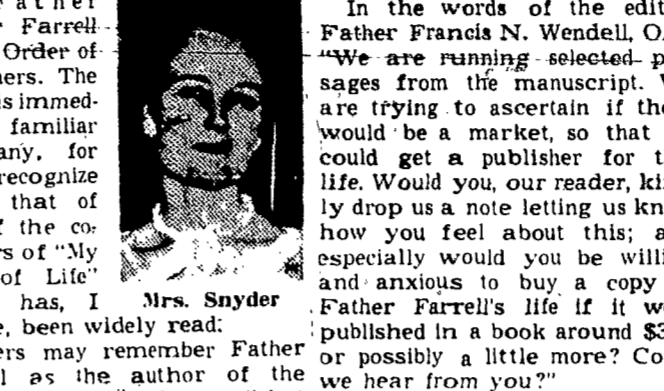 Farrell
Order of
ners. The
is immed-
familiar
any, for
recognize
that of
f the co-
rs of "My
of Life"
has, I
Mrs. Snyder
e, been widely read:
ers may remember Father
l as the author of the
In the words of the edit
Father Francis N. Wendell, O.
"We are running selected p
sages from the manuscript. W
are trying to ascertain if the
would be a market, so that
could get a publisher for t
life. Would you, our reader, ki
ly drop us a note letting us kn
how you feel about this; a
especially would you be willi
and anxious to buy a copy
Father Farrell's life if it we
published in a book around $3
or possibly a little more? Co
we hear from you?"